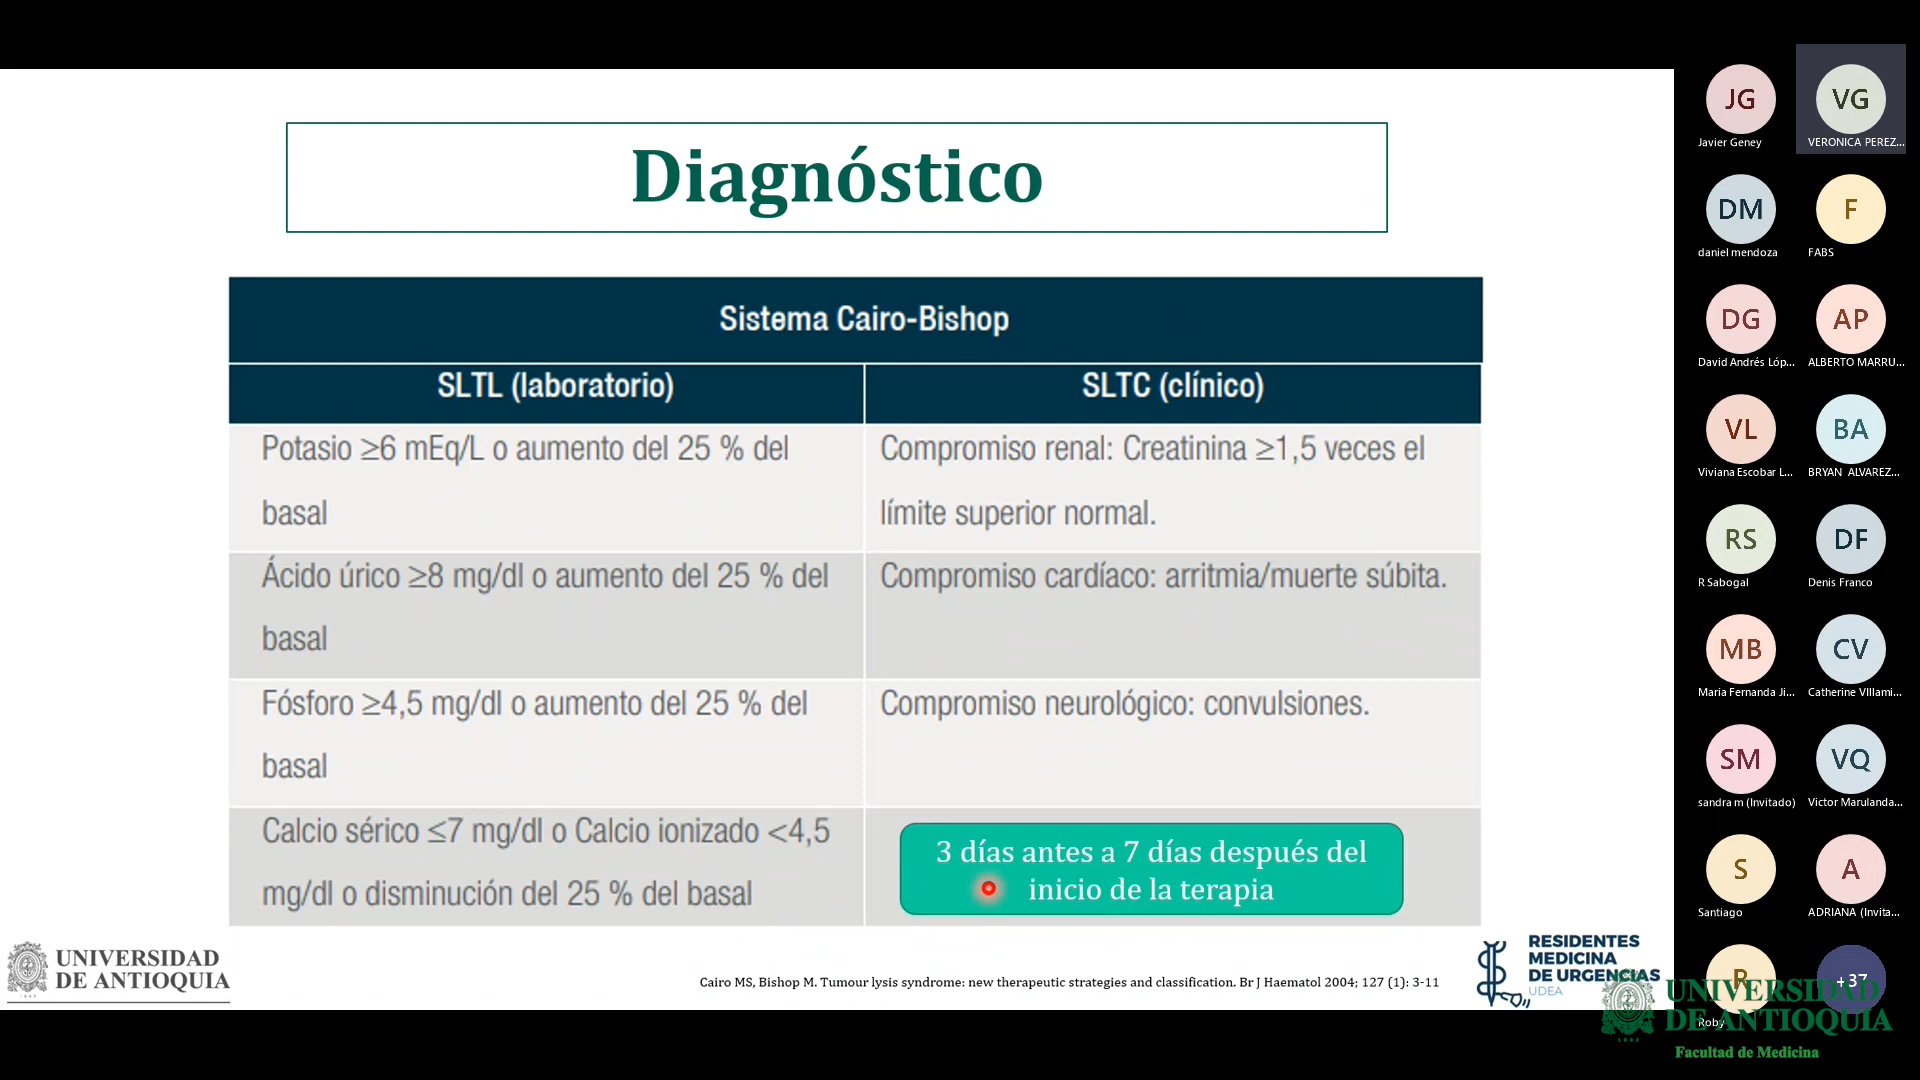 Diagnóstico
Sistema Cairo-Bishop
SLTL (laboratorio)
SLTC (clínico)
Potasio ≥6 mEq/L o aumento del 25 % del
basal
Compromiso renal: Creatinina ≥1,5 veces el
límite superior normal.
Ácido úrico ≥8 mg/dl o aumento del 25 % del
basal
Compromiso cardíaco: arritmia/muerte súbita.
Fósforo ≥4,5 mg/dl o aumento del 25 % del
basal
Compromiso neurológico: convulsiones.
Calcio sérico ≤7 mg/dl o Calcio ionizado <4,5
mg/dl o disminución del 25 % del basal
3 días antes a 7 días después del
inicio de la terapia
UNIVERSIDAD
DE ANTIOQUIA
Cairo MS, Bishop M. Tumour lysis syndrome: new therapeutic strategies and classification. Br J Haematol 2004; 127 (1): 3-11
RESIDENTES
MEDICINA
DE URGENCIAS
UDEA
JG
Javier Geney
VG
VERONICA PEREZ...
DM
daniel mendoza
F
FABS
DG
David Andrés Lóp...
AP
ALBERTO MARRU...
VL
Viviana Escobar L...
BA
BRYAN ALVAREZ...
RS
R Sabogal
DF
Denis Franco
MB
Maria Fernanda Ji...
CV
Catherine VIllami...
SM
sandra m (Invitado)
VQ
Victor Marulanda...
S
Santiago
A
ADRIANA (Invita...
R
+37
UNIVERSIDAD
DE ANTIOQUIA
Facultad de Medicina